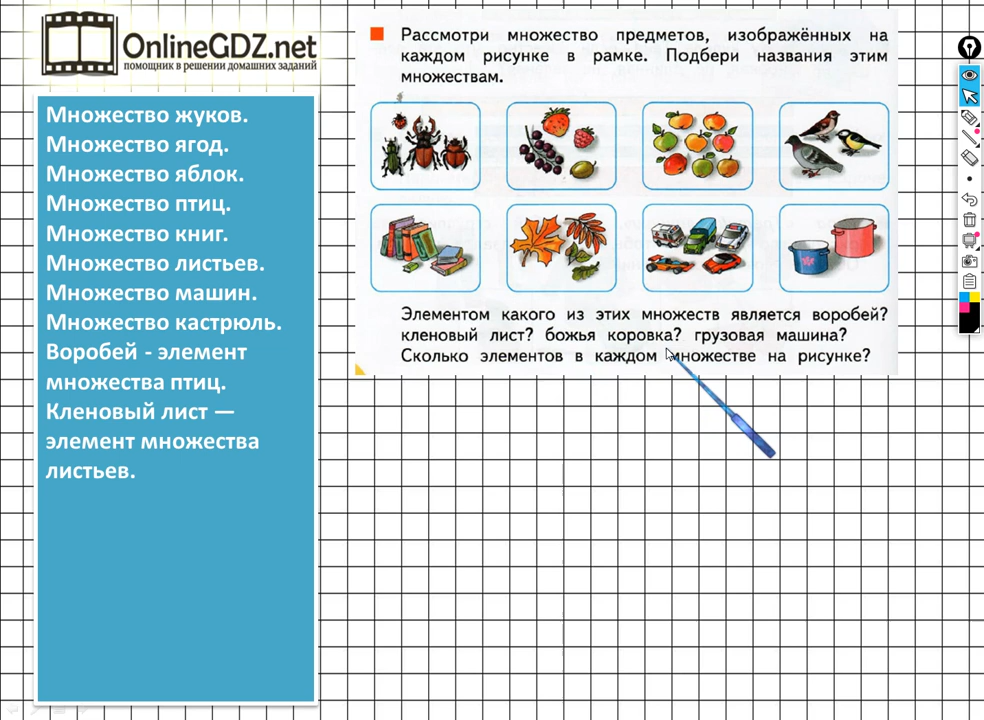 OnlineGDZ.net
помощник в решении домашних заданий
Множество жуков.
Множество ягод.
Множество яблок.
Множество птиц.
Множество книг.
Множество листьев.
Множество машин.
Множество кастрюль.
Воробей - элемент
множества птиц.
Кленовый лист —
элемент множества
листьев.
Рассмотри множество предметов, изображённых на
каждом рисунке в рамке. Подбери названия этим
множествам.
Элементом какого из этих множеств является воробей?
кленовый лист? божья коровка? грузовая машина?
Сколько элементов в каждом множестве на рисунке?